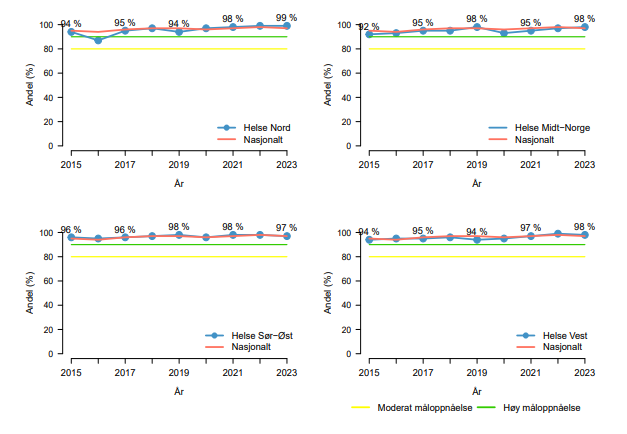 94 % 95 % 94 % 98 % 99 %
100
80
60
40
20
0
Andel (%)
Helse Nord
Nasjonalt
2015 2017 2019 2021 2023
År
92 % 95 % 98 % 95 % 98 %
100
80
60
40
20
0
Andel (%)
Helse Midt−Norge
Nasjonalt
2015 2017 2019 2021 2023
År
96 % 96 % 98 % 98 % 97 %
100
80
60
40
20
0
Andel (%)
Helse Sør−Øst
Nasjonalt
2015 2017 2019 2021 2023
År
94 % 95 % 94 % 97 % 98 %
100
80
60
40
20
0
Andel (%)
Helse Vest
Nasjonalt
2015 2017 2019 2021 2023
År
Moderat måloppnåelse Høy måloppnåelse